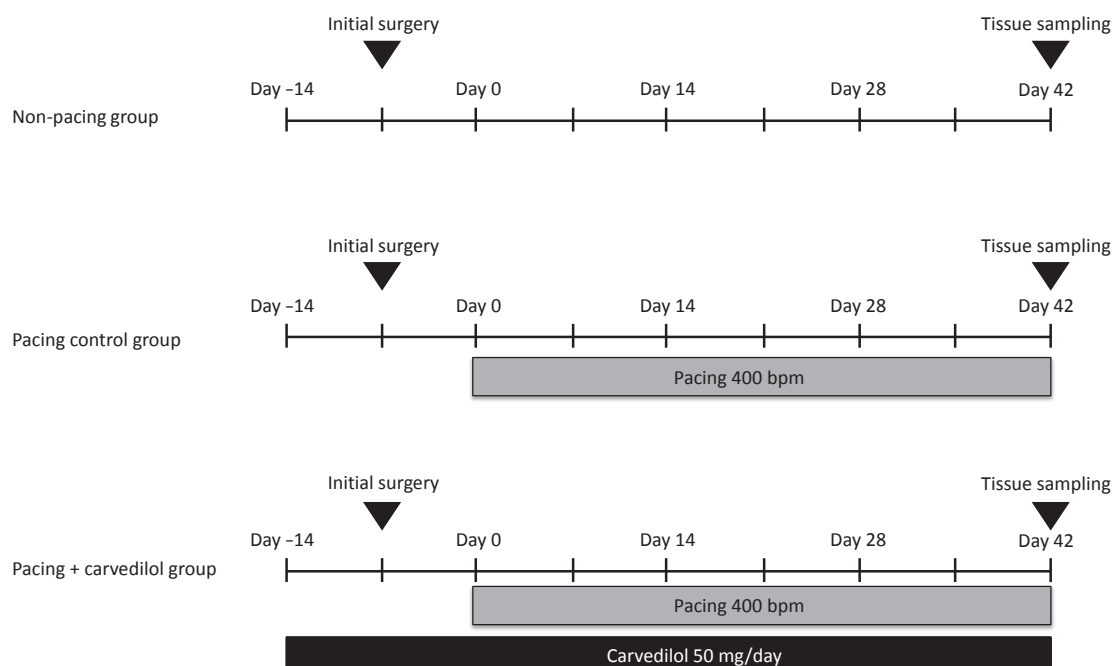 Initial surgery Tissue sampling
Day −14 Day 0 Day 14 Day 28 Day 42
Non-pacing group
Initial surgery Tissue sampling
Day −14 Day 0 Day 14 Day 28 Day 42
Pacing control group
Pacing 400 bpm
Initial surgery Tissue sampling
Day −14 Day 0 Day 14 Day 28 Day 42
Pacing + carvedilol group
Pacing 400 bpm
Carvedilol 50 mg/day